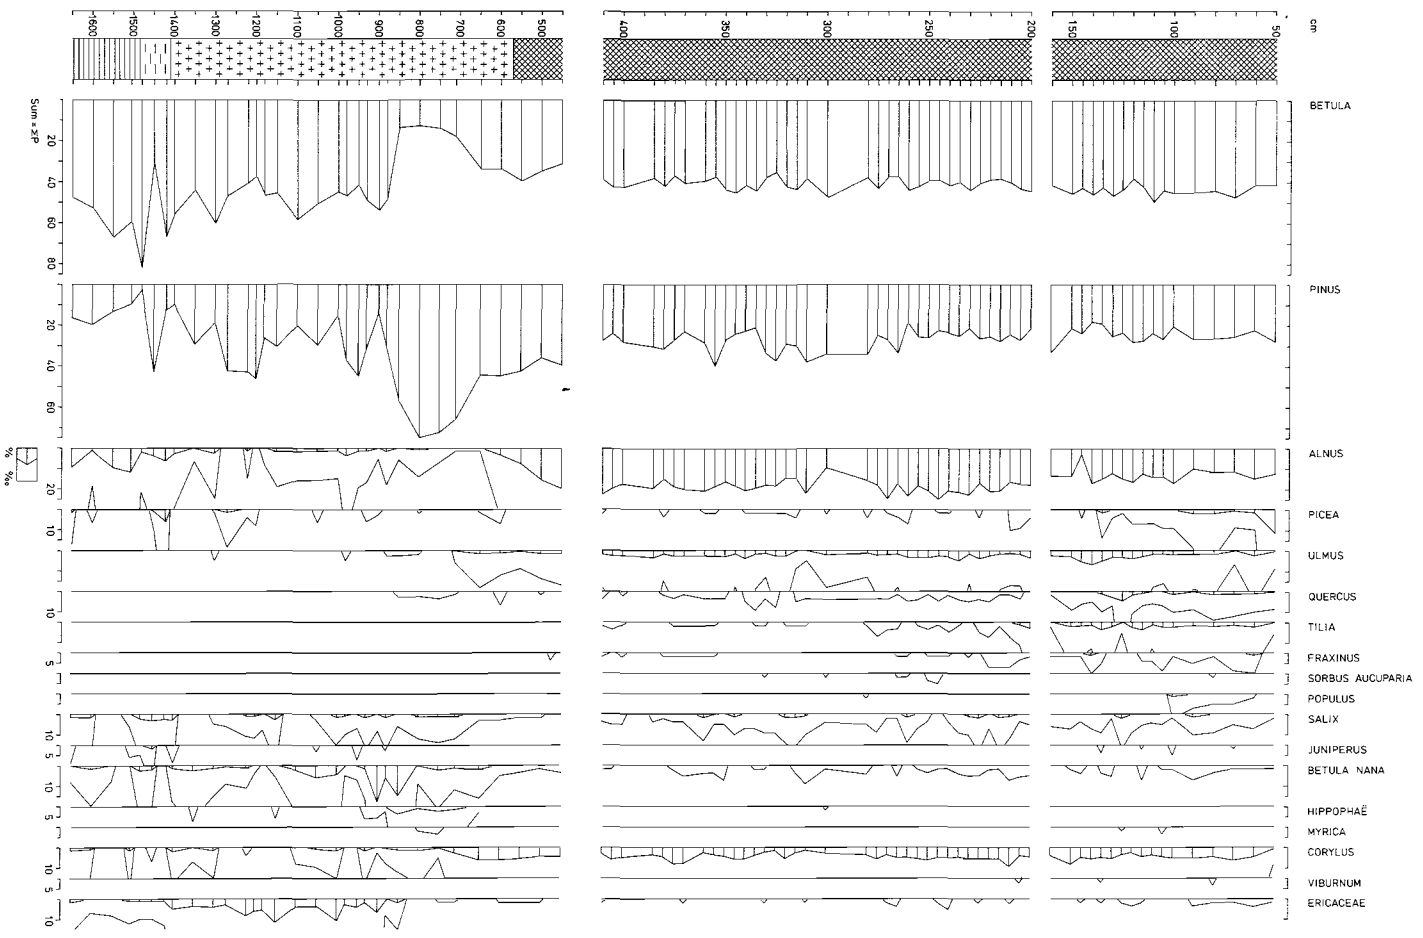 1600 1500 1400 1300 1200 1100 1000 900 800 700 600 500 400 350 300 250 200 150 100 50 cm
BETULA
Sum = ΣP
20
40
60
80
PINUS
20
40
60
% ‰
ALNUS
20
PICEA
10
ULMUS
QUERCUS
10
TILIA
FRAXINUS
5
SORBUS AUCUPARIA
POPULUS
SALIX
10
JUNIPERUS
5
BETULA NANA
10
HIPPOPHAË
5
MYRICA
CORYLUS
10
VIBURNUM
5
ERICACEAE
10